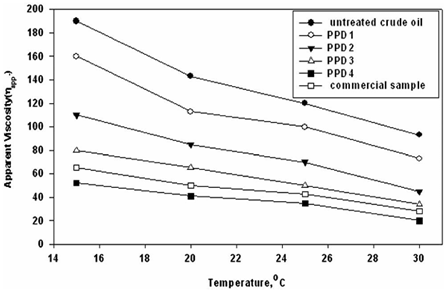 200
180
160
140
120
100
80
60
40
20
0
Apparent Viscosity(ηapp.)
untreated crude oil
PPD 1
PPD 2
PPD 3
PPD 4
commercial sample
14 16 18 20 22 24 26 28 30
Temperature,⁰C